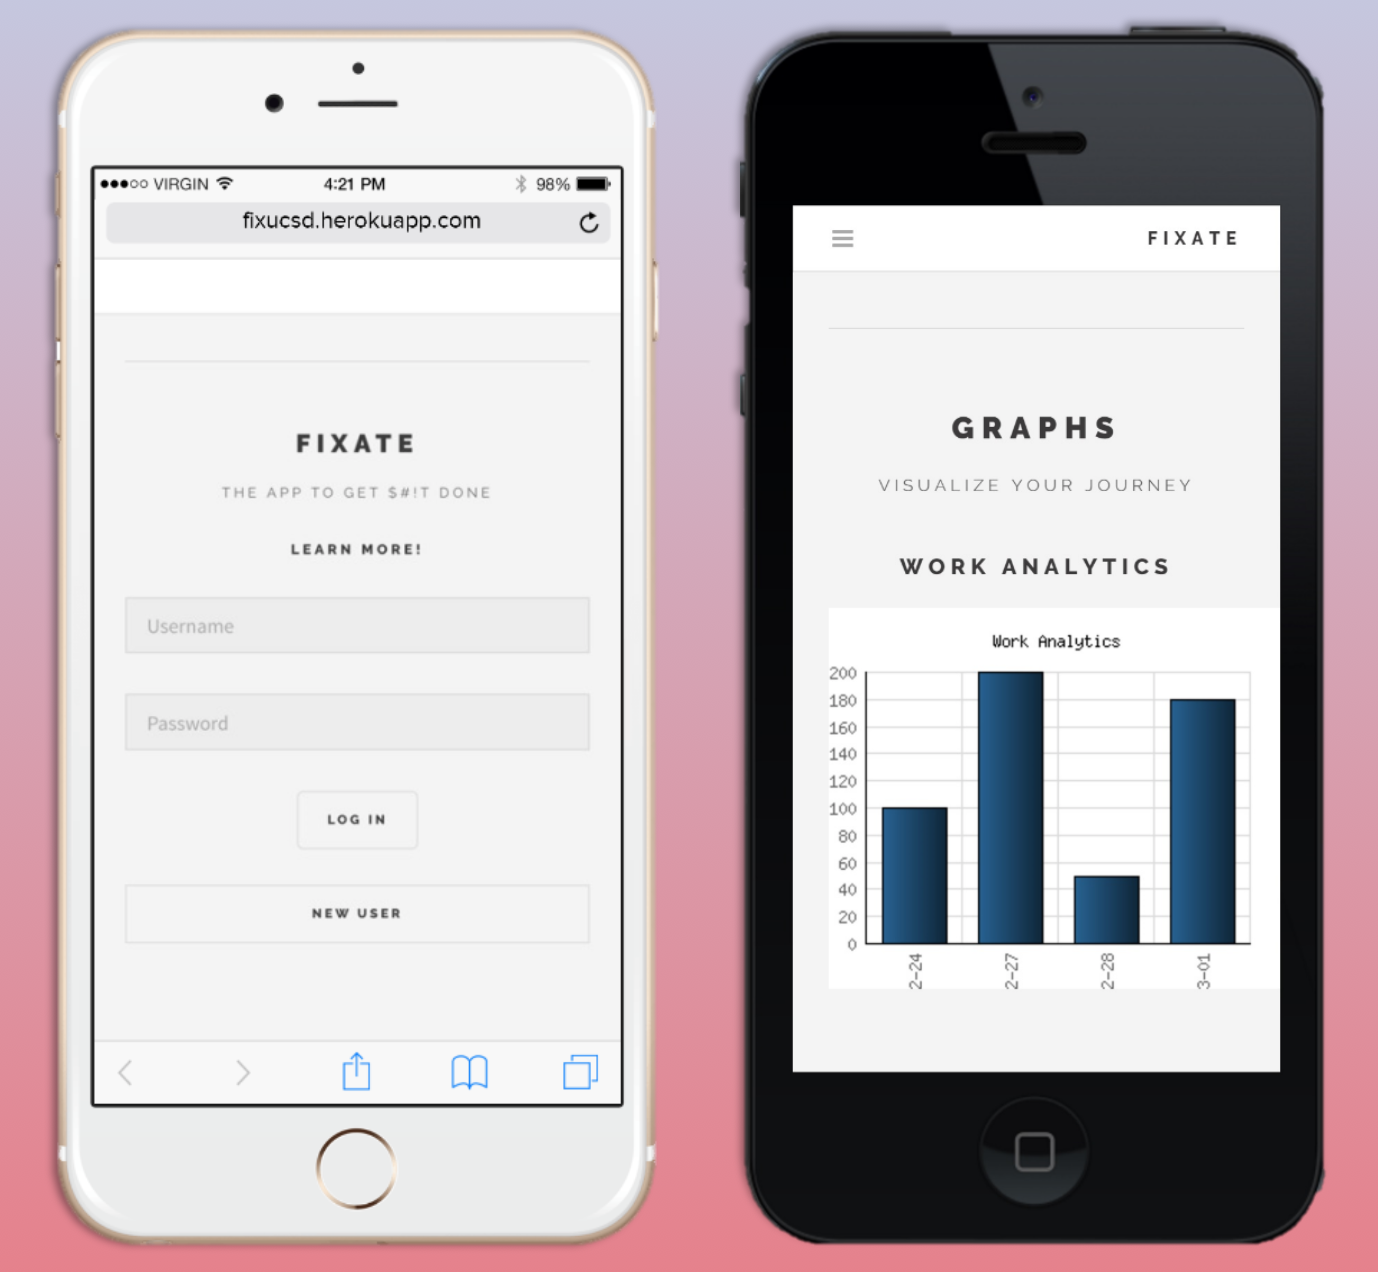 VIRGIN 4:21 PM 98%
fixucsd.herokuapp.com
FIXATE
THE APP TO GET $#!T DONE
LEARN MORE!
Username
Password
LOG IN
NEW USER
FIXATE
GRAPHS
VISUALIZE YOUR JOURNEY
WORK ANALYTICS
Work Analytics
200
180
160
140
120
100
80
60
40
20
0
2-24 2-27 2-28 3-01